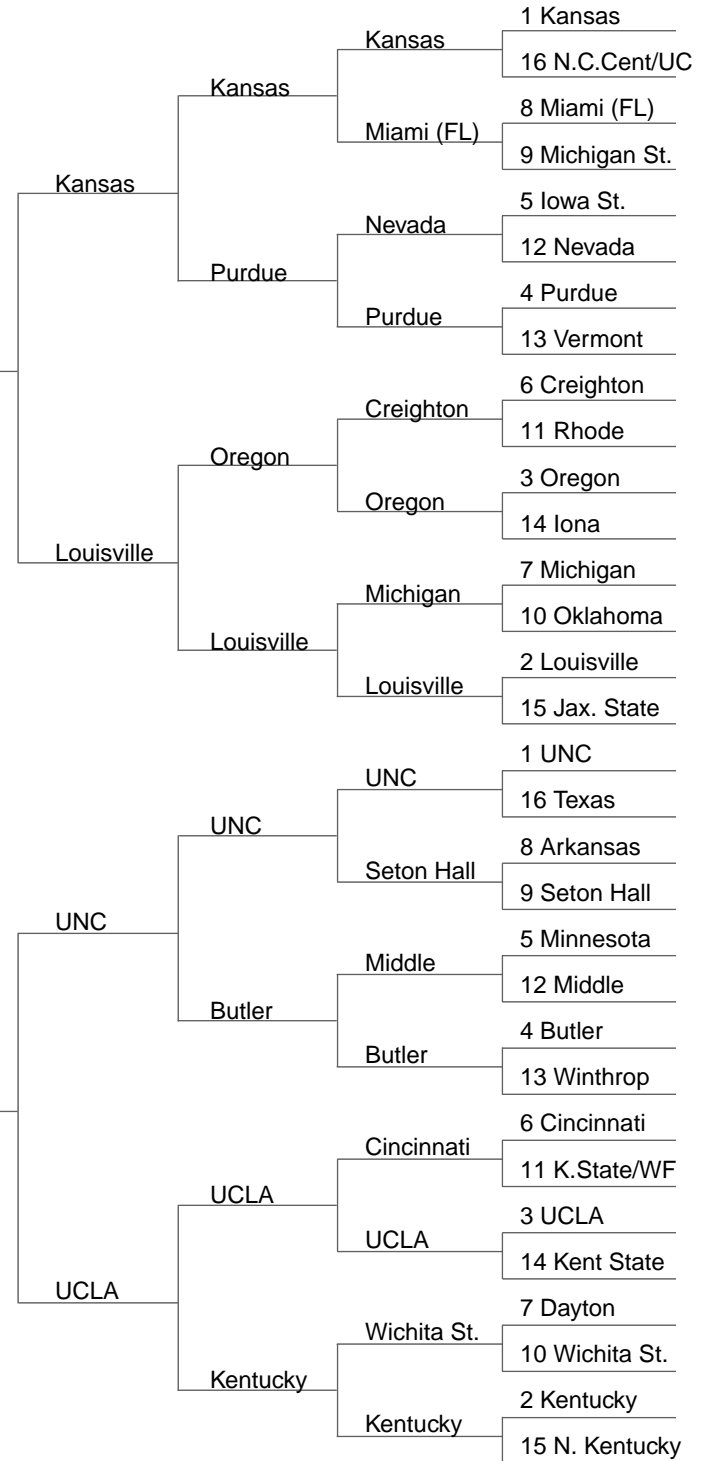 1 Kansas
Kansas
16 N.C.Cent/UC
Kansas
8 Miami (FL)
Miami (FL)
9 Michigan St.
Kansas
5 Iowa St.
Nevada
12 Nevada
Purdue
4 Purdue
Purdue
13 Vermont
6 Creighton
Creighton
11 Rhode
Oregon
3 Oregon
Oregon
14 Iona
Louisville
7 Michigan
Michigan
10 Oklahoma
Louisville
2 Louisville
Louisville
15 Jax. State
1 UNC
UNC
16 Texas
UNC
8 Arkansas
Seton Hall
9 Seton Hall
UNC
5 Minnesota
Middle
12 Middle
Butler
4 Butler
Butler
13 Winthrop
6 Cincinnati
Cincinnati
11 K.State/WF
UCLA
3 UCLA
UCLA
14 Kent State
UCLA
7 Dayton
Wichita St.
10 Wichita St.
Kentucky
2 Kentucky
Kentucky
15 N. Kentucky